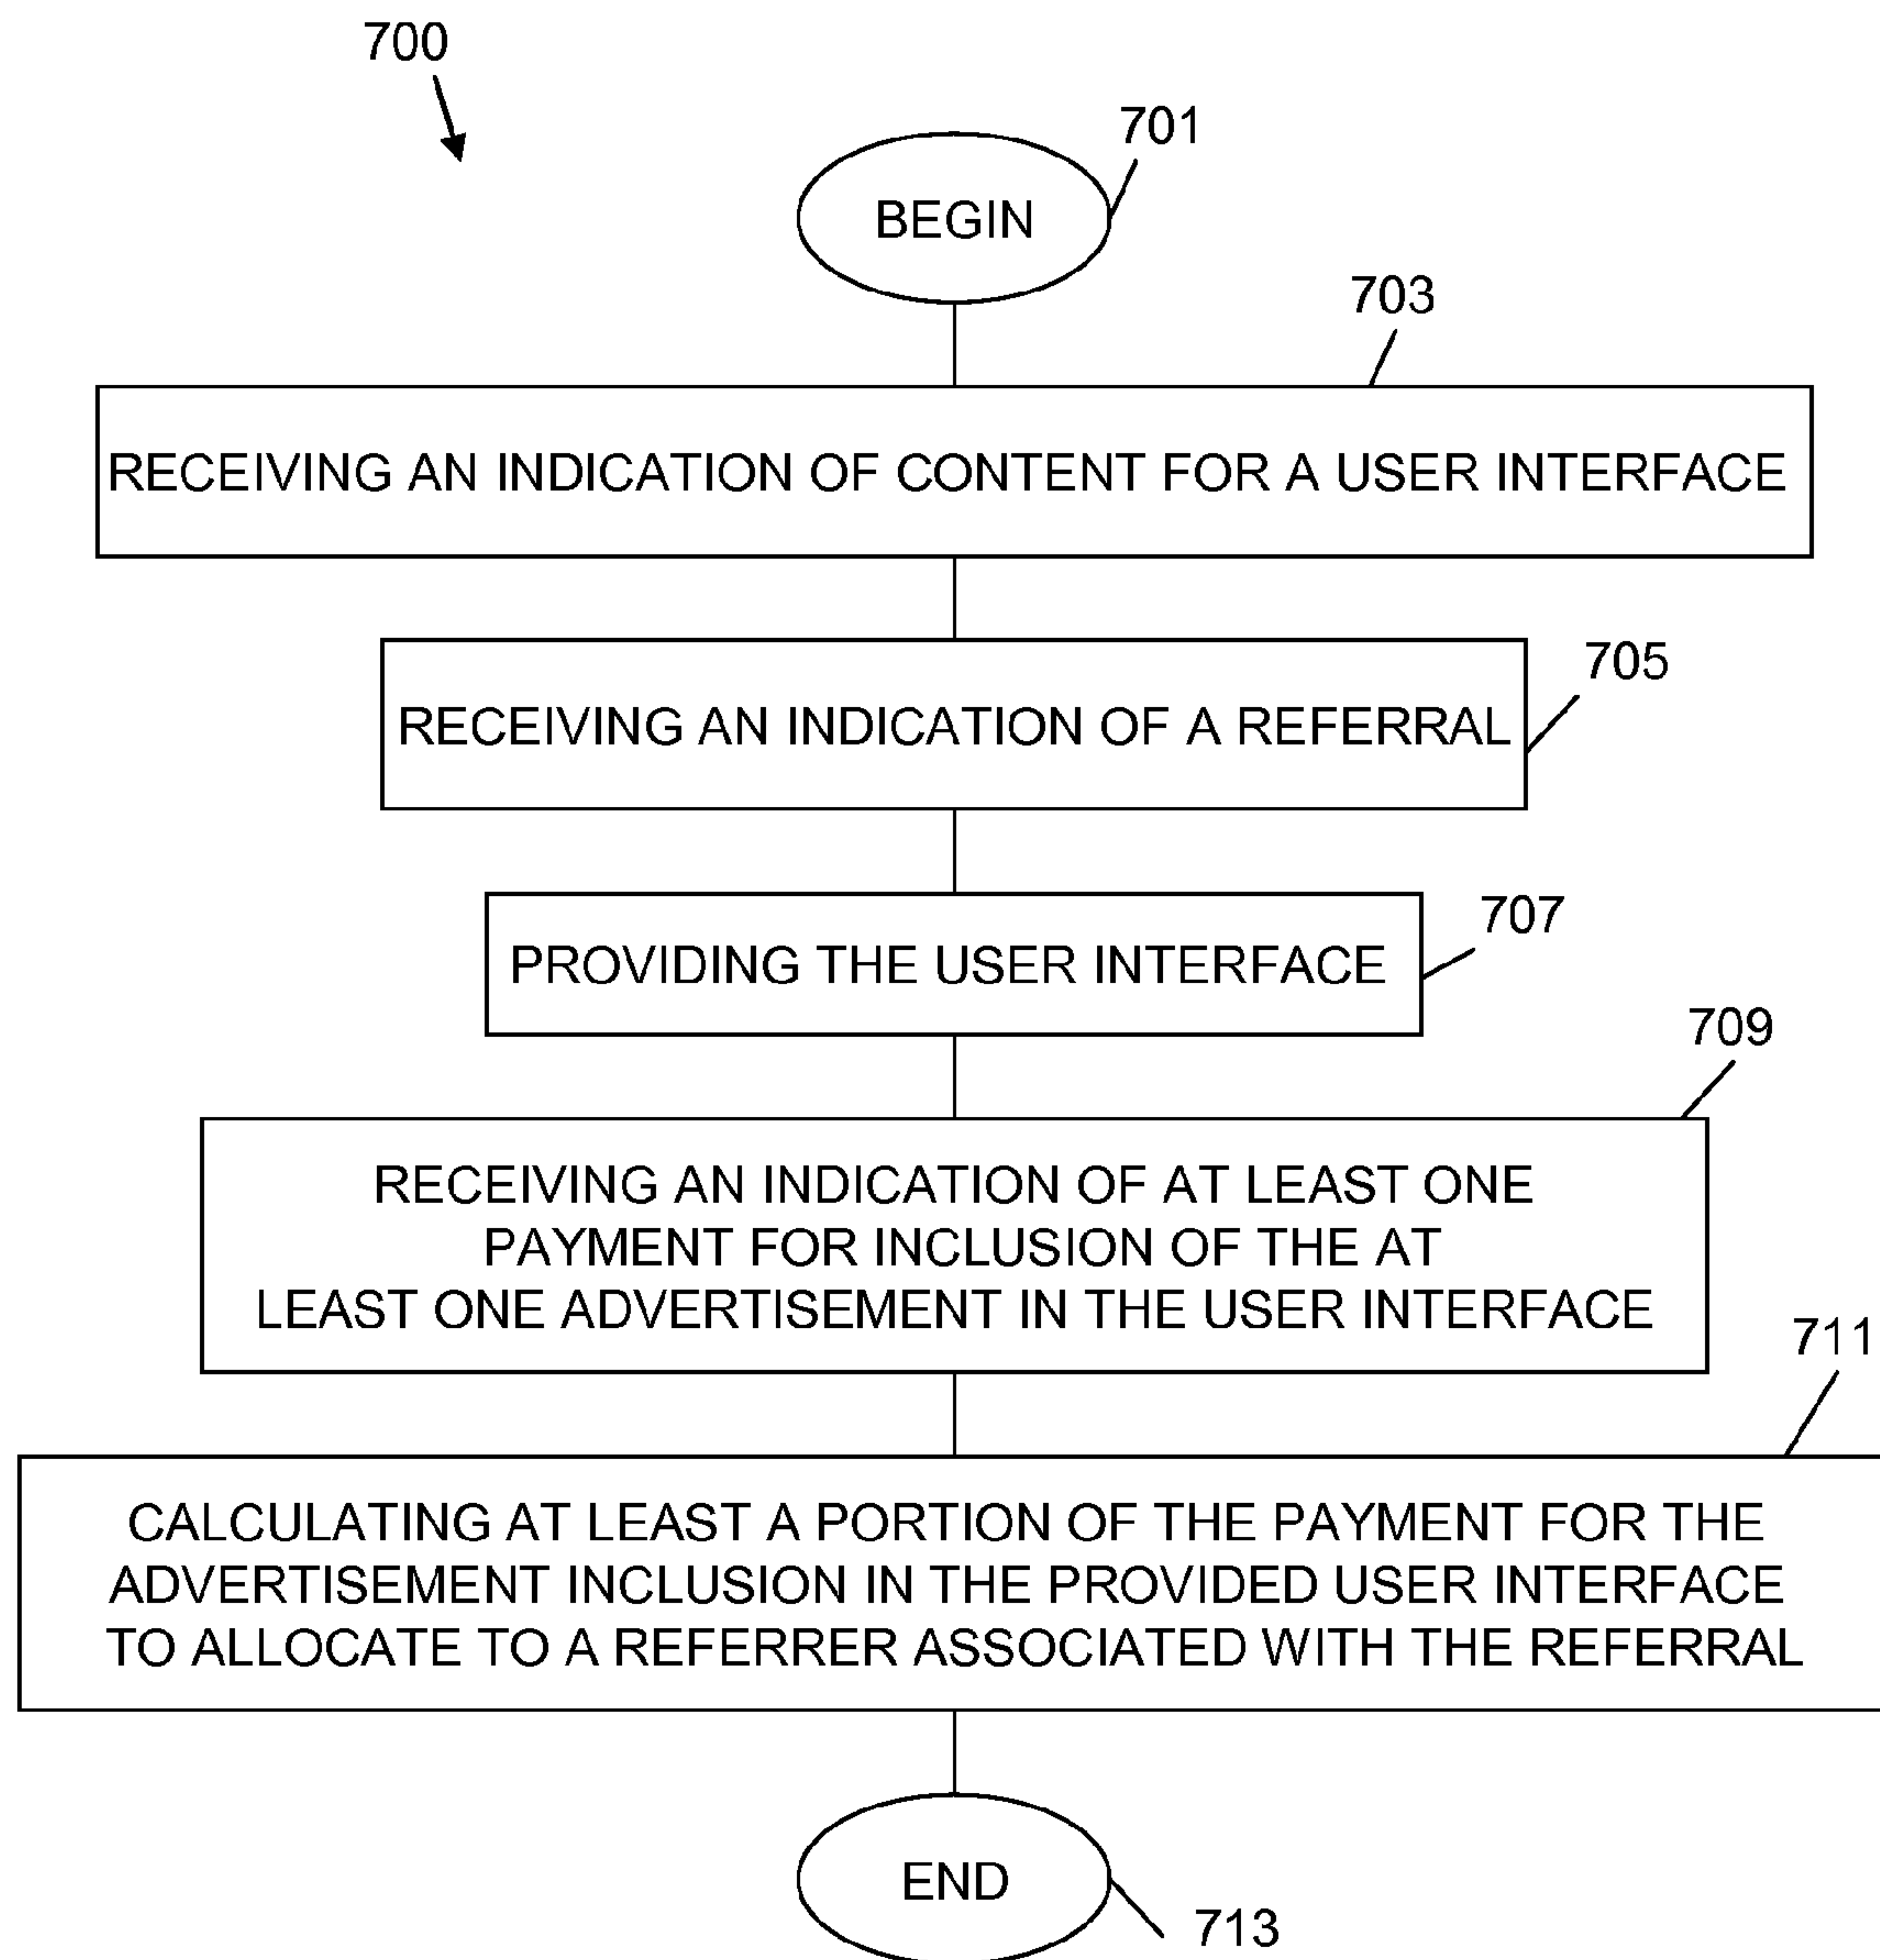 700
701
BEGIN
703
RECEIVING AN INDICATION OF CONTENT FOR A USER INTERFACE
705
RECEIVING AN INDICATION OF A REFERRAL
707
PROVIDING THE USER INTERFACE
709
RECEIVING AN INDICATION OF AT LEAST ONE
PAYMENT FOR INCLUSION OF THE AT
LEAST ONE ADVERTISEMENT IN THE USER INTERFACE
711
CALCULATING AT LEAST A PORTION OF THE PAYMENT FOR THE
ADVERTISEMENT INCLUSION IN THE PROVIDED USER INTERFACE
TO ALLOCATE TO A REFERRER ASSOCIATED WITH THE REFERRAL
END
713